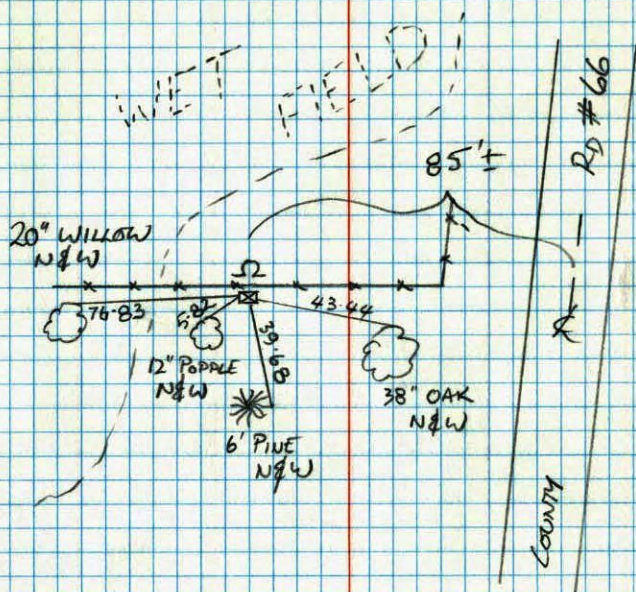 WET FIELD
85'±
RD #66
20" WILLOW
N&W
Ω
76.83
5.82
43.44
39.68
12" POPPLE
N&W
38" OAK
N&W
6' PINE
N&W
COUNTY